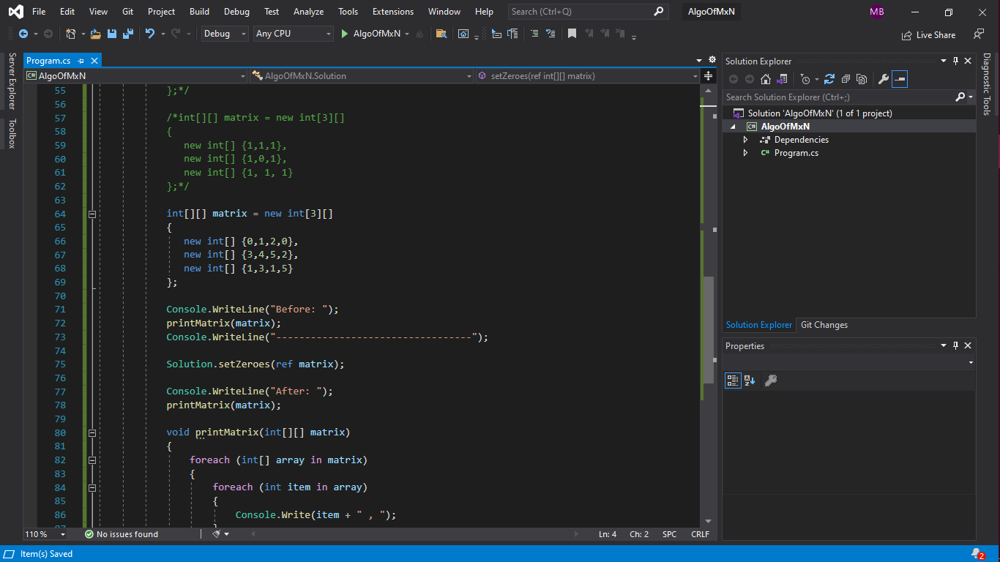 File Edit View Git Project Build Debug Test Analyze Tools Extensions Window Help Search (Ctrl+Q) AlgoOfMxN MB
Debug Any CPU AlgoOfMxN Live Share
Server Explorer
Toolbox
Program.cs
C# AlgoOfMxN AlgoOfMxN.Solution setZeroes(ref int[][] matrix)
55 };*/
56
57 /*int[][] matrix = new int[3][]
58 {
59 new int[] {1,1,1},
60 new int[] {1,0,1},
61 new int[] {1, 1, 1}
62 };*/
63
64 int[][] matrix = new int[3][]
65 {
66 new int[] {0,1,2,0},
67 new int[] {3,4,5,2},
68 new int[] {1,3,1,5}
69 };
70
71 Console.WriteLine("Before: ");
72 printMatrix(matrix);
73 Console.WriteLine("----------------------------------");
74
75 Solution.setZeroes(ref matrix);
76
77 Console.WriteLine("After: ");
78 printMatrix(matrix);
79
80 void printMatrix(int[][] matrix)
81 {
82 foreach (int[] array in matrix)
83 {
84 foreach (int item in array)
85 {
86 Console.Write(item + " , ");
110 % No issues found Ln: 4 Ch: 2 SPC CRLF
Solution Explorer
Search Solution Explorer (Ctrl+;)
Solution 'AlgoOfMxN' (1 of 1 project)
C# AlgoOfMxN
Dependencies
C# Program.cs
Solution Explorer Git Changes
Properties
Diagnostic Tools
Item(s) Saved 2